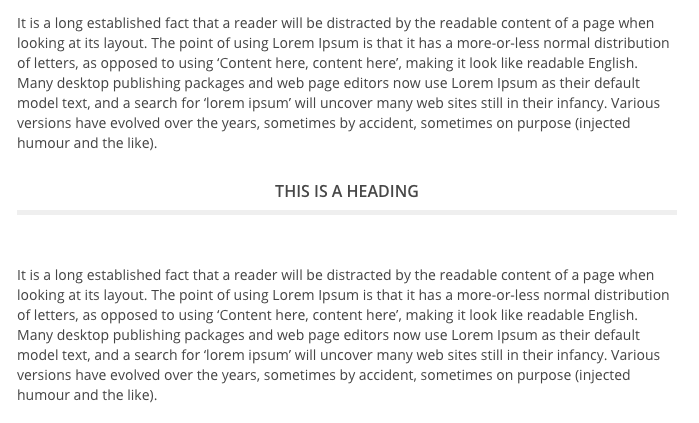 It is a long established fact that a reader will be distracted by the readable content of a page when
looking at its layout. The point of using Lorem Ipsum is that it has a more-or-less normal distribution
of letters, as opposed to using ‘Content here, content here’, making it look like readable English.
Many desktop publishing packages and web page editors now use Lorem Ipsum as their default
model text, and a search for ‘lorem ipsum’ will uncover many web sites still in their infancy. Various
versions have evolved over the years, sometimes by accident, sometimes on purpose (injected
humour and the like).
THIS IS A HEADING
It is a long established fact that a reader will be distracted by the readable content of a page when
looking at its layout. The point of using Lorem Ipsum is that it has a more-or-less normal distribution
of letters, as opposed to using ‘Content here, content here’, making it look like readable English.
Many desktop publishing packages and web page editors now use Lorem Ipsum as their default
model text, and a search for ‘lorem ipsum’ will uncover many web sites still in their infancy. Various
versions have evolved over the years, sometimes by accident, sometimes on purpose (injected
humour and the like).